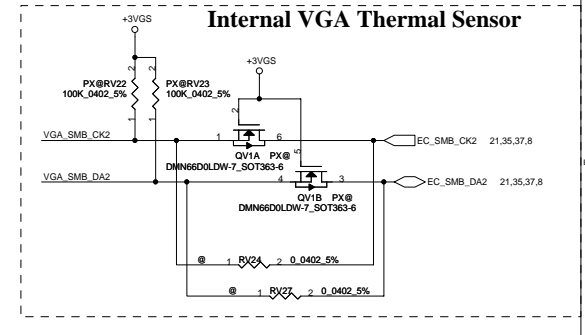 Internal VGA Thermal Sensor
+3VGS
+3VGS
2
2
PX@RV22
100K_0402_5%
PX@RV23
100K_0402_5%
1
1
2
5
VGA_SMB_CK2
1
6
EC_SMB_CK2 21,35,37,8
QV1A PX@
DMN66D0LDW-7_SOT363-6
VGA_SMB_DA2
4
3
EC_SMB_DA2 21,35,37,8
QV1B PX@
DMN66D0LDW-7_SOT363-6
@ 1 RV24 2 0_0402_5%
@ 1 RV27 2 0_0402_5%